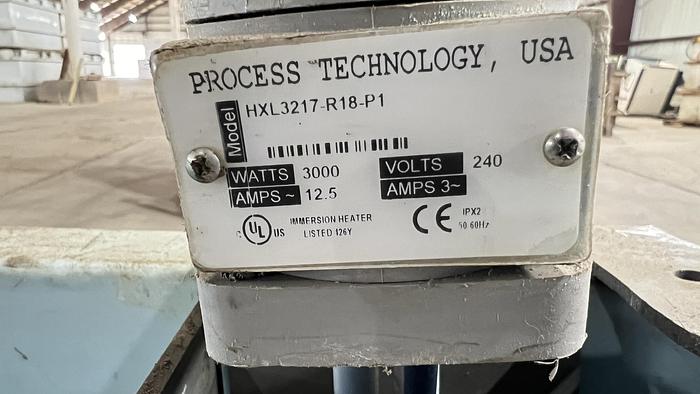 PROCESS TECHNOLOGY, USA
Model HXL3217-R18-P1
WATTS 3000 VOLTS 240
AMPS ~ 12.5 AMPS 3~
C UL US IMMERSION HEATER CE IPX2
LISTED 126Y 50-60Hz